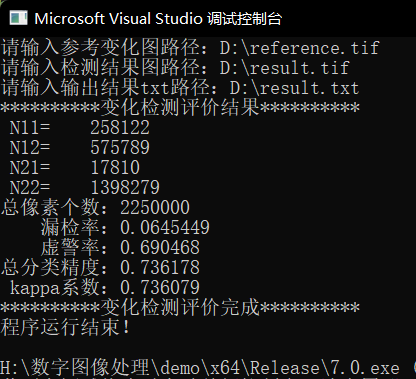 Microsoft Visual Studio 调试控制台
请输入参考变化图路径：D:\reference.tif
请输入检测结果图路径：D:\result.tif
请输入输出结果txt路径：D:\result.txt
**********变化检测评价结果**********
N11= 258122
N12= 575789
N21= 17810
N22= 1398279
总像素个数：2250000
漏检率：0.0645449
虚警率：0.690468
总分类精度：0.736178
kappa系数：0.736079
**********变化检测评价完成**********
程序运行结束!
H:\数字图像处理\demo\x64\Release\7.0.exe